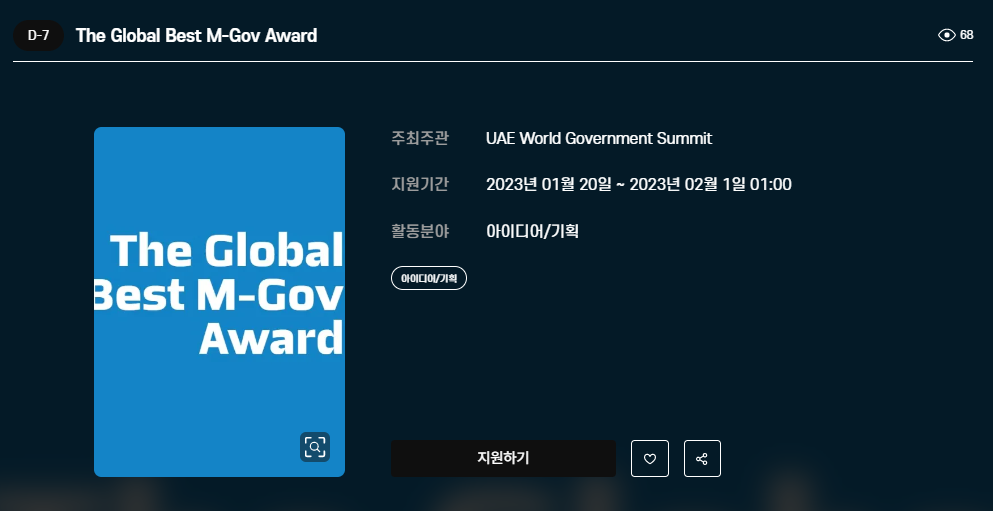 D-7 The Global Best M-Gov Award 68
The Global
Best M-Gov
Award
주최주관 UAE World Government Summit
지원기간 2023년 01월 20일 ~ 2023년 02월 1일 01:00
활동분야 아이디어/기획
아이디어/기획
지원하기